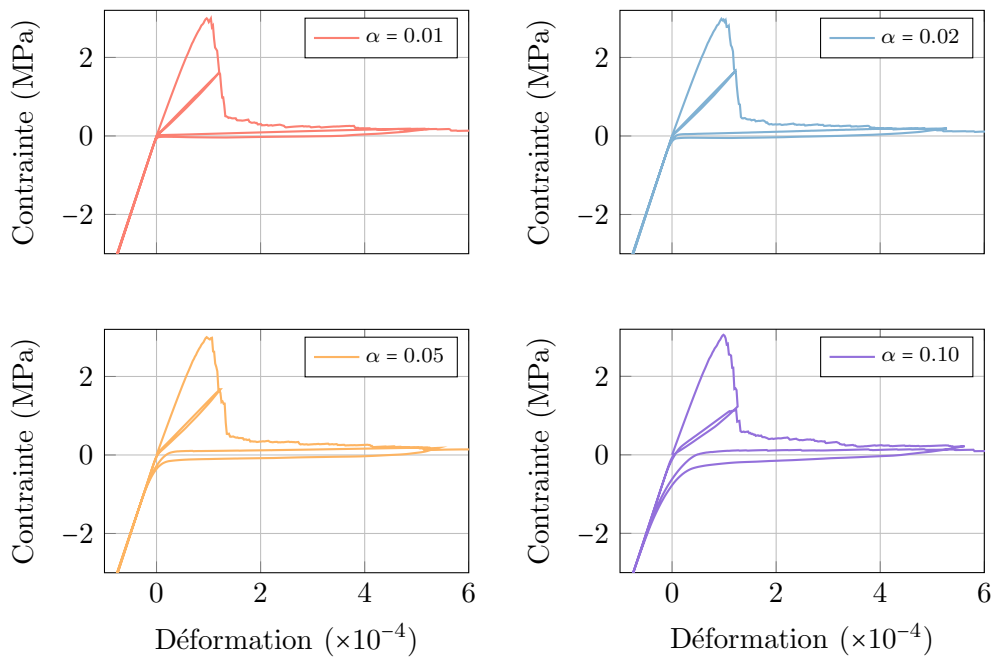 α = 0.01
2
0
−2
Contrainte (MPa)
α = 0.02
2
0
−2
Contrainte (MPa)
α = 0.05
2
0
−2
Contrainte (MPa)
0 2 4 6
Déformation (×10⁻⁴)
α = 0.10
2
0
−2
Contrainte (MPa)
0 2 4 6
Déformation (×10⁻⁴)